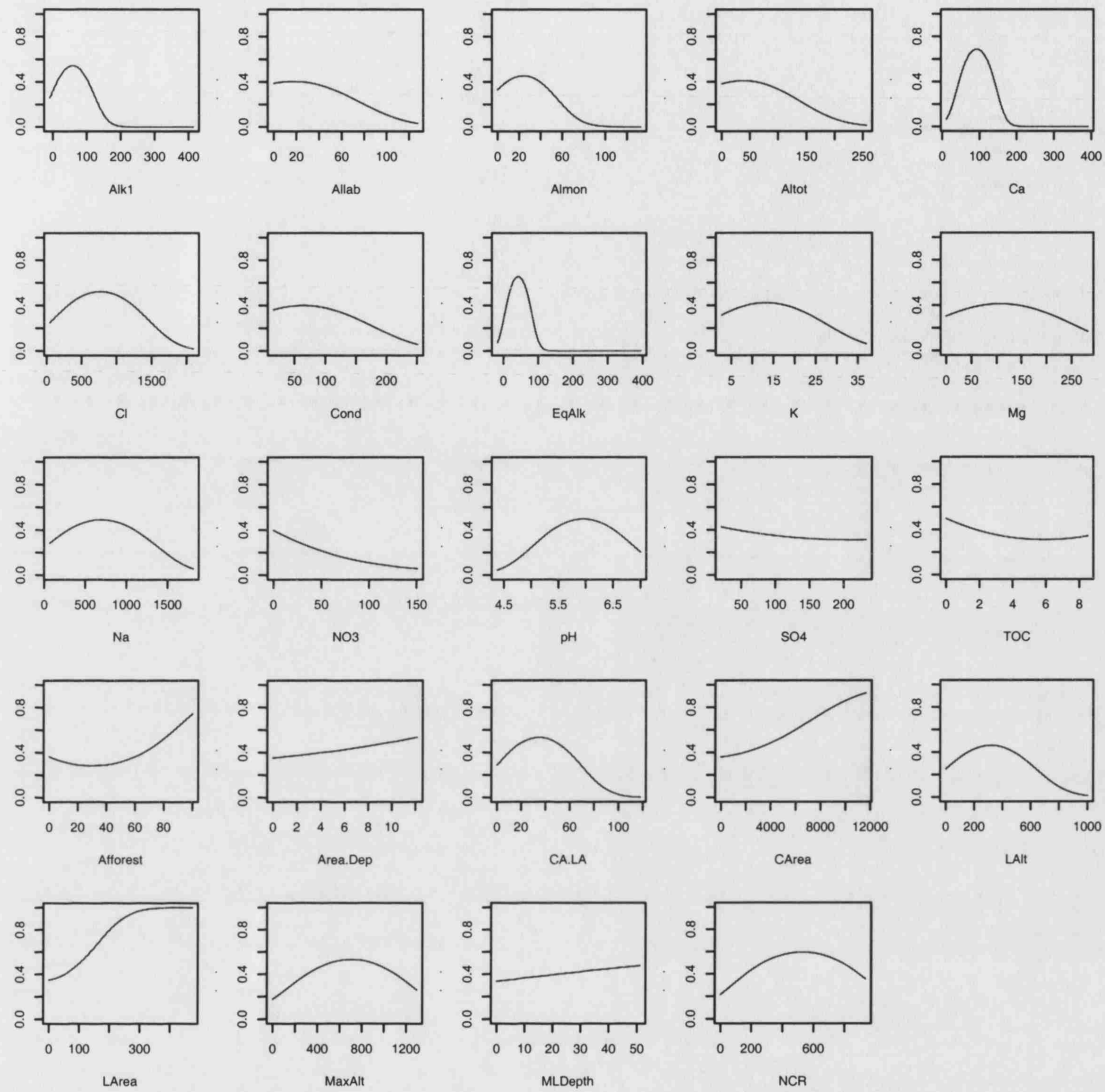 0.0 0.4 0.8
0 100 200 300 400
Alk1
0.0 0.4 0.8
0 20 60 100
Allab
0.0 0.4 0.8
0 20 60 100
Almon
0.0 0.4 0.8
0 50 150 250
Altot
0.0 0.4 0.8
0 100 200 300 400
Ca
0.0 0.4 0.8
0 500 1500
Cl
0.0 0.4 0.8
50 100 200
Cond
0.0 0.4 0.8
0 100 200 300 400
EqAlk
0.0 0.4 0.8
5 15 25 35
K
0.0 0.4 0.8
0 50 150 250
Mg
0.0 0.4 0.8
0 500 1000 1500
Na
0.0 0.4 0.8
0 50 100 150
NO3
0.0 0.4 0.8
4.5 5.5 6.5
pH
0.0 0.4 0.8
50 100 150 200
SO4
0.0 0.4 0.8
0 2 4 6 8
TOC
0.0 0.4 0.8
0 20 40 60 80
Afforest
0.0 0.4 0.8
0 2 4 6 8 10
Area.Dep
0.0 0.4 0.8
0 20 60 100
CA.LA
0.0 0.4 0.8
0 4000 8000 12000
CArea
0.0 0.4 0.8
0 200 600 1000
LAlt
0.0 0.4 0.8
0 100 300
LArea
0.0 0.4 0.8
0 400 800 1200
MaxAlt
0.0 0.4 0.8
0 10 20 30 40 50
MLDepth
0.0 0.4 0.8
0 200 600
NCR